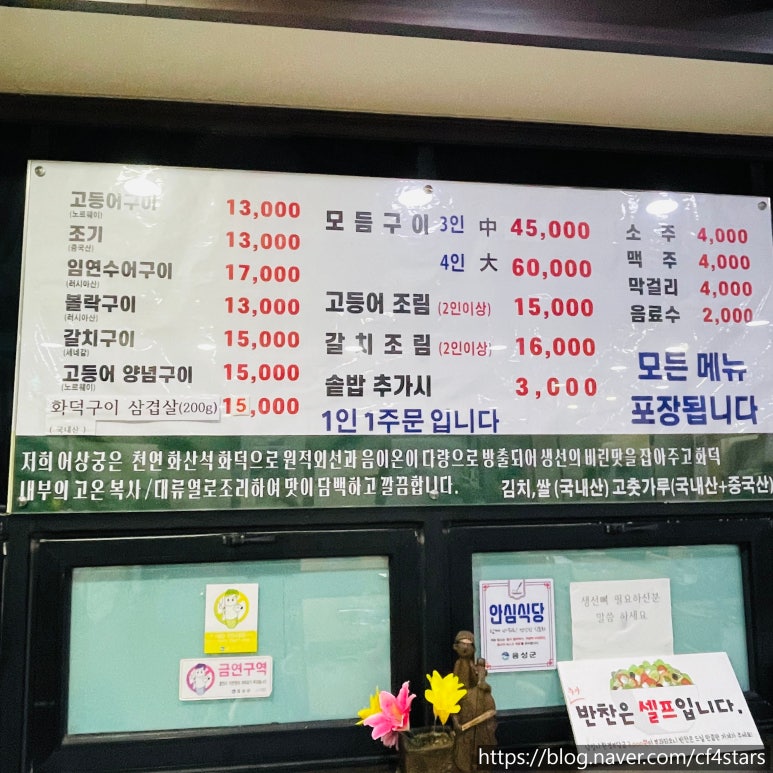 고등어구이 13,000
(노르웨이)
조기 13,000
(중국산)
임연수어구이 17,000
(러시아산)
볼락구이 13,000
(러시아산)
갈치구이 15,000
(세네갈)
고등어 양념구이 15,000
(노르웨이)
화덕구이 삼겹살(200g) 15,000
(국내산)
모듬구이 3인 中 45,000
4인 大 60,000
고등어 조림 (2인이상) 15,000
갈치조림 (2인이상) 16,000
솥밥 추가시 3,000
1인 1주문 입니다
소주 4,000
맥주 4,000
막걸리 4,000
음료수 2,000
모든 메뉴
포장됩니다
저희 어상궁은 천연 화산석 화덕으로 원적외선과 음이온이 다량으로 방출되어 생선의 비린맛을 잡아주고 화덕
내부의 고온 복사/대류열로조리하여 맛이 담백하고 깔끔합니다.
김치,쌀(국내산) 고춧가루(국내산+중국산)
금연구역
안심식당
음성군
생선뼈 필요하신분
말씀 하세요
반찬은 셀프입니다.
https://blog.naver.com/cf4stars